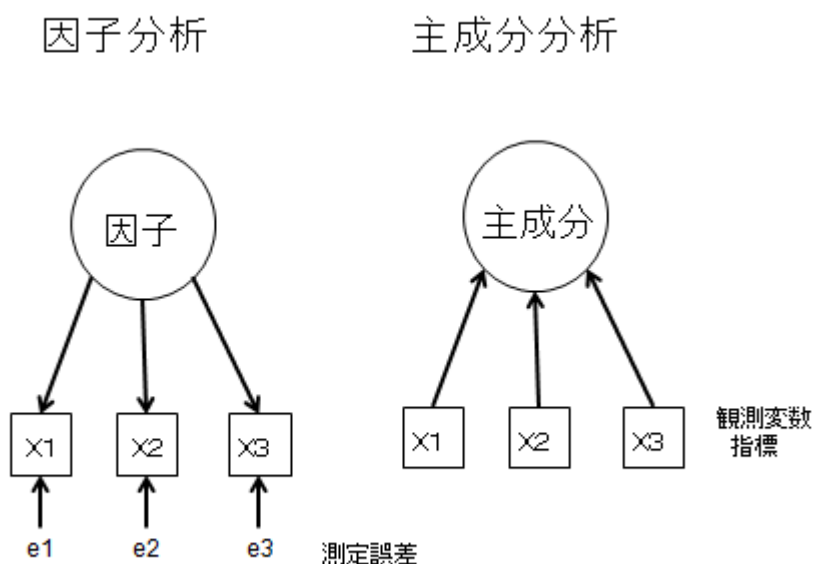 因子分析
主成分分析
因子
主成分
X1
X2
X3
X1
X2
X3
観測変数
指標
e1
e2
e3
測定誤差